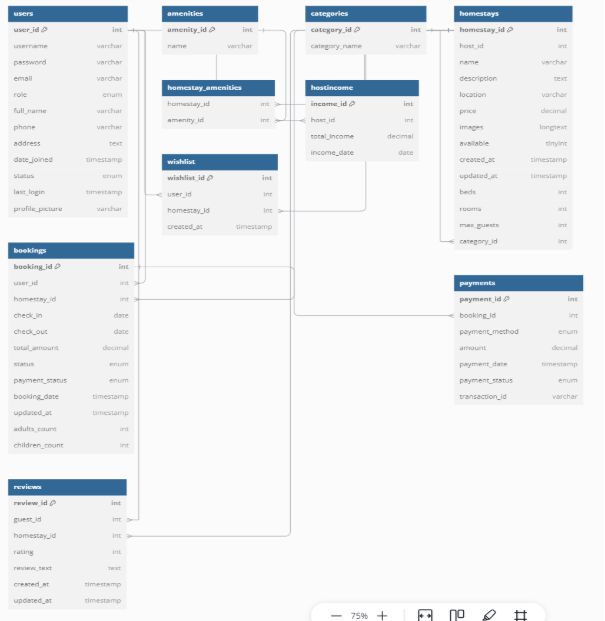 users
user_id int
username varchar
password varchar
email varchar
role enum
full_name varchar
phone varchar
address text
date_joined timestamp
status enum
last_login timestamp
profile_picture varchar
amenities
amenity_id int
name varchar
categories
category_id int
category_name varchar
homestays
homestay_id int
host_id int
name varchar
description text
location varchar
price decimal
images longtext
available tinyint
created_at timestamp
updated_at timestamp
beds int
rooms int
max_guests int
category_id int
homestay_amenities
homestay_id int
amenity_id int
hostincome
income_id int
host_id int
total_income decimal
income_date date
wishlist
wishlist_id int
user_id int
homestay_id int
created_at timestamp
bookings
booking_id int
user_id int
homestay_id int
check_in date
check_out date
total_amount decimal
status enum
payment_status enum
booking_date timestamp
updated_at timestamp
adults_count int
children_count int
payments
payment_id int
booking_id int
payment_method enum
amount decimal
payment_date timestamp
payment_status enum
transaction_id varchar
reviews
review_id int
guest_id int
homestay_id int
rating int
review_text text
created_at timestamp
updated_at timestamp
75%